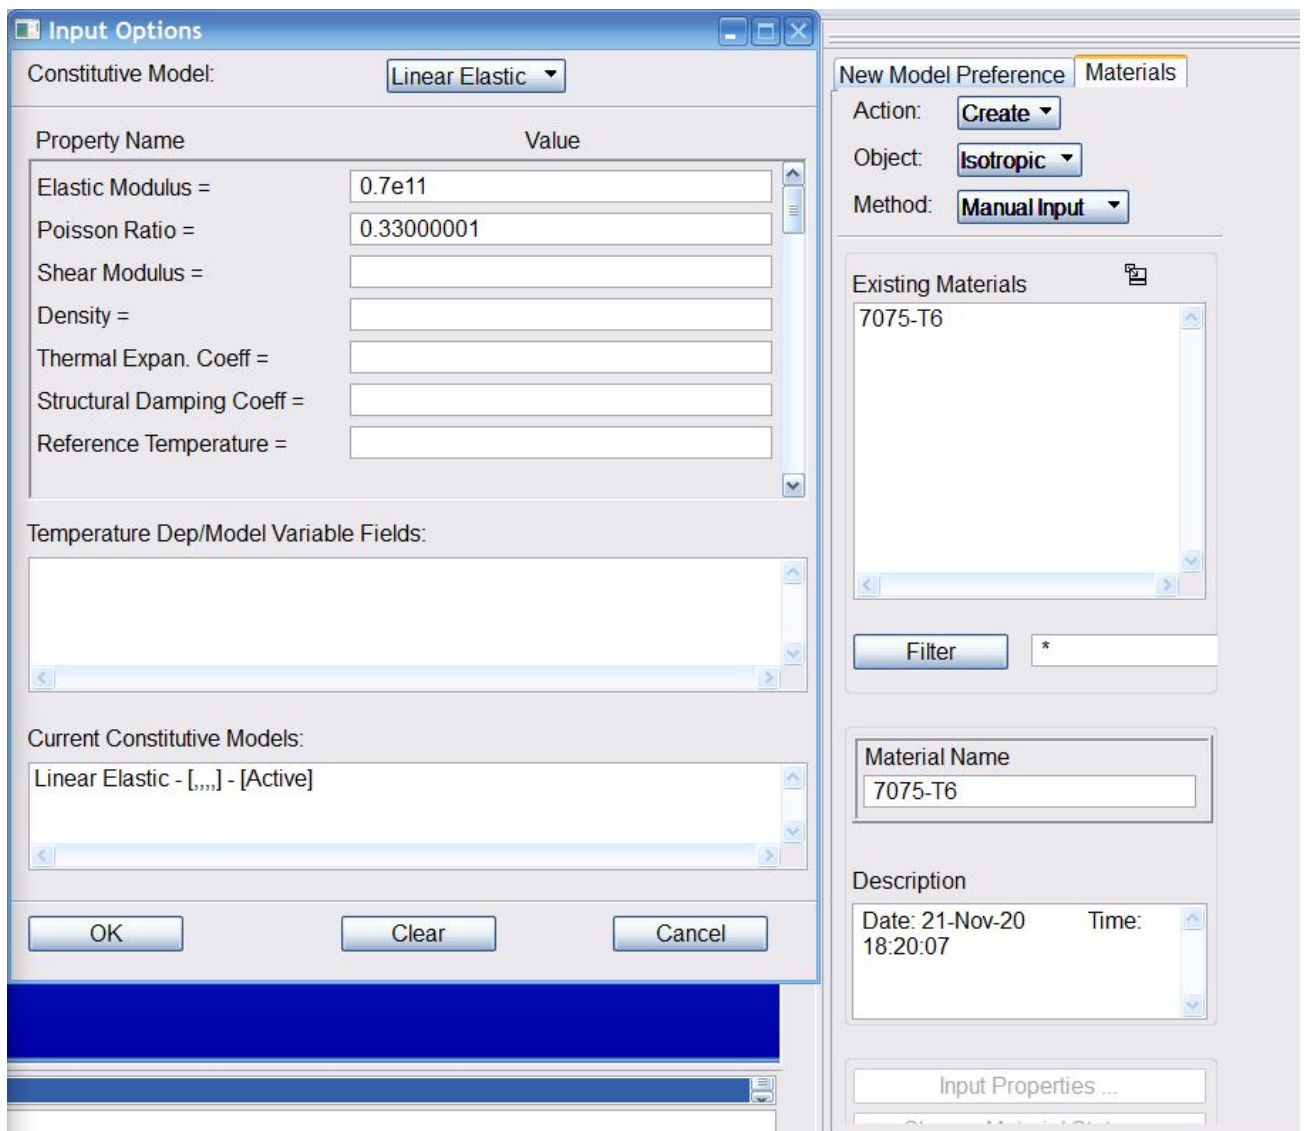 Input Options
Constitutive Model: Linear Elastic
Property Name Value
Elastic Modulus = 0.7e11
Poisson Ratio = 0.33000001
Shear Modulus =
Density =
Thermal Expan. Coeff =
Structural Damping Coeff =
Reference Temperature =
Temperature Dep/Model Variable Fields:
Current Constitutive Models:
Linear Elastic - [,,,,] - [Active]
OK Clear Cancel
New Model Preference Materials
Action: Create
Object: Isotropic
Method: Manual Input
Existing Materials
7075-T6
Filter *
Material Name
7075-T6
Description
Date: 21-Nov-20 Time:
18:20:07
Input Properties ...